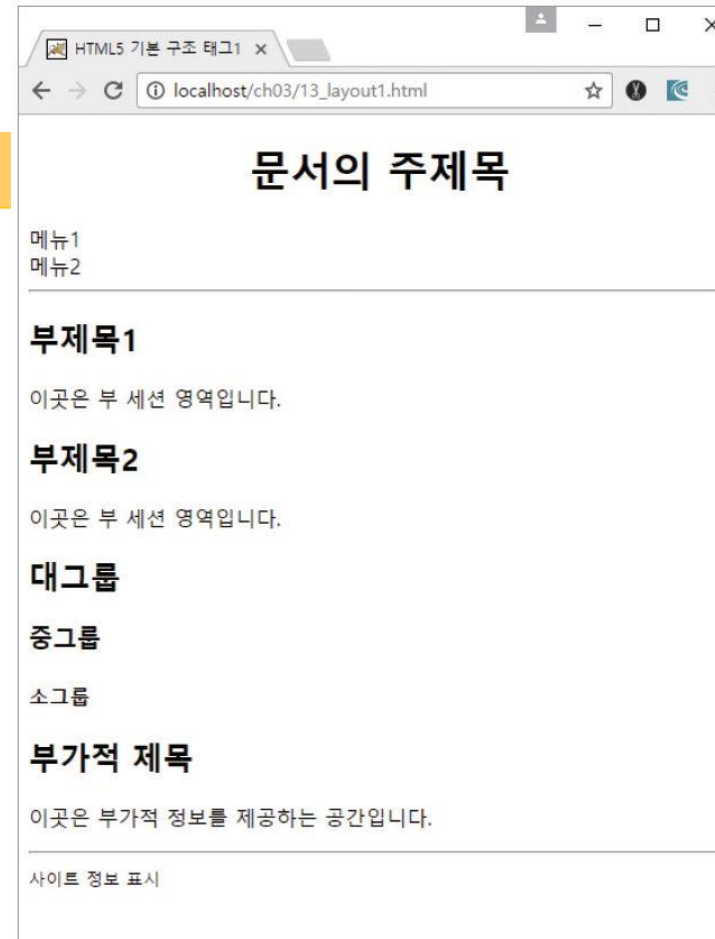 HTML5 기본 구조 태그1
localhost/ch03/13_layout1.html
문서의 주제목
메뉴1
메뉴2
부제목1
이곳은 부 세션 영역입니다.
부제목2
이곳은 부 세션 영역입니다.
대그룹
중그룹
소그룹
부가적 제목
이곳은 부가적 정보를 제공하는 공간입니다.
사이트 정보 표시